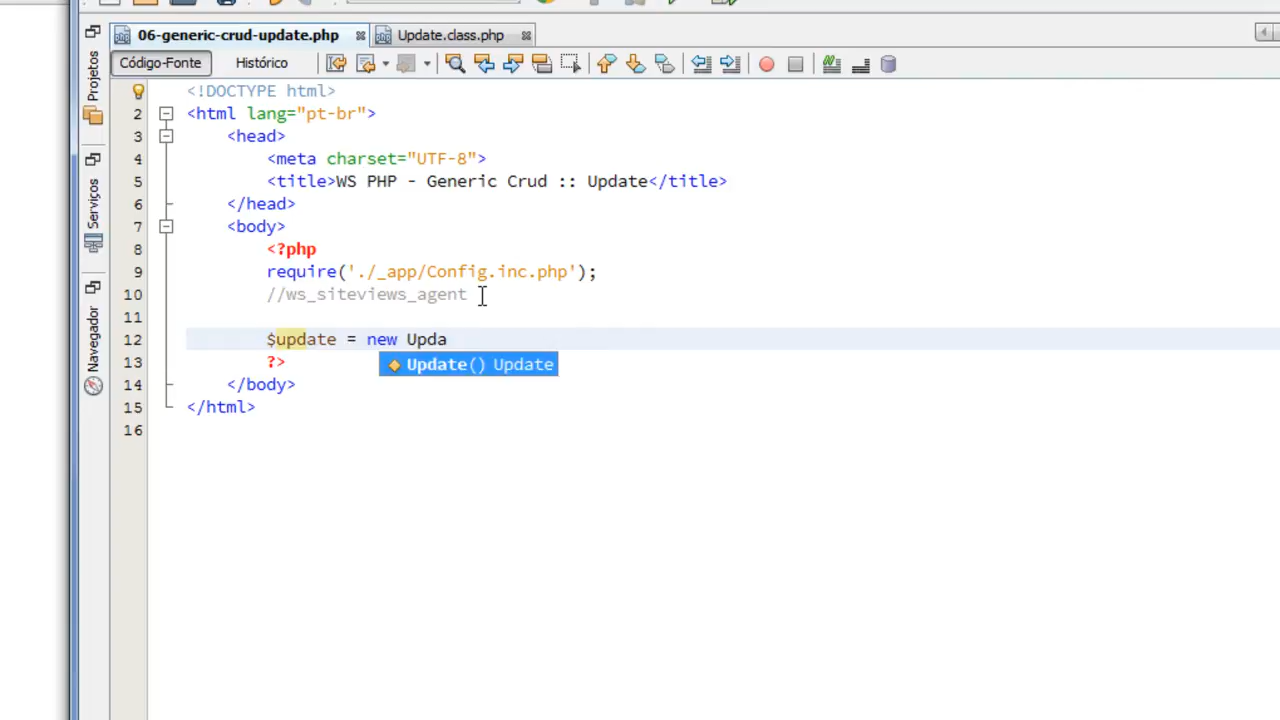 06-generic-crud-update.php
Update.class.php
Código-Fonte
Histórico
Projetos
Serviços
Navegador
<!DOCTYPE html>
2 <html lang="pt-br">
3 <head>
4 <meta charset="UTF-8">
5 <title>WS PHP - Generic Crud :: Update</title>
6 </head>
7 <body>
8 <?php
9 require('./_app/Config.inc.php');
10 //ws_siteviews_agent
11
12 $update = new Upda
13 ?>
Update() Update
14 </body>
15 </html>
16